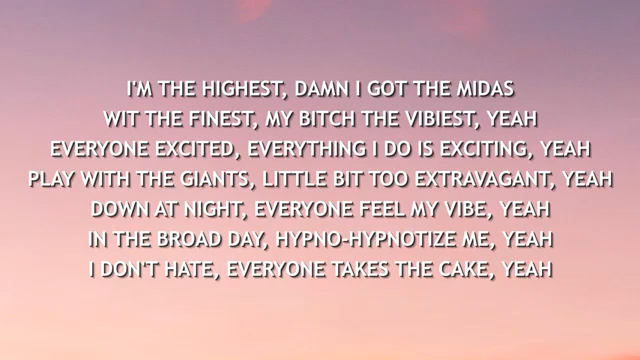 I'M THE HIGHEST, DAMN I GOT THE MIDAS
WIT THE FINEST, MY BITCH THE VIBIEST, YEAH
EVERYONE EXCITED, EVERYTHING I DO IS EXCITING, YEAH
PLAY WITH THE GIANTS, LITTLE BIT TOO EXTRAVAGANT, YEAH
DOWN AT NIGHT, EVERYONE FEEL MY VIBE, YEAH
IN THE BROAD DAY, HYPNO-HYPNOTIZE ME, YEAH
I DON'T HATE, EVERYONE TAKES THE CAKE, YEAH